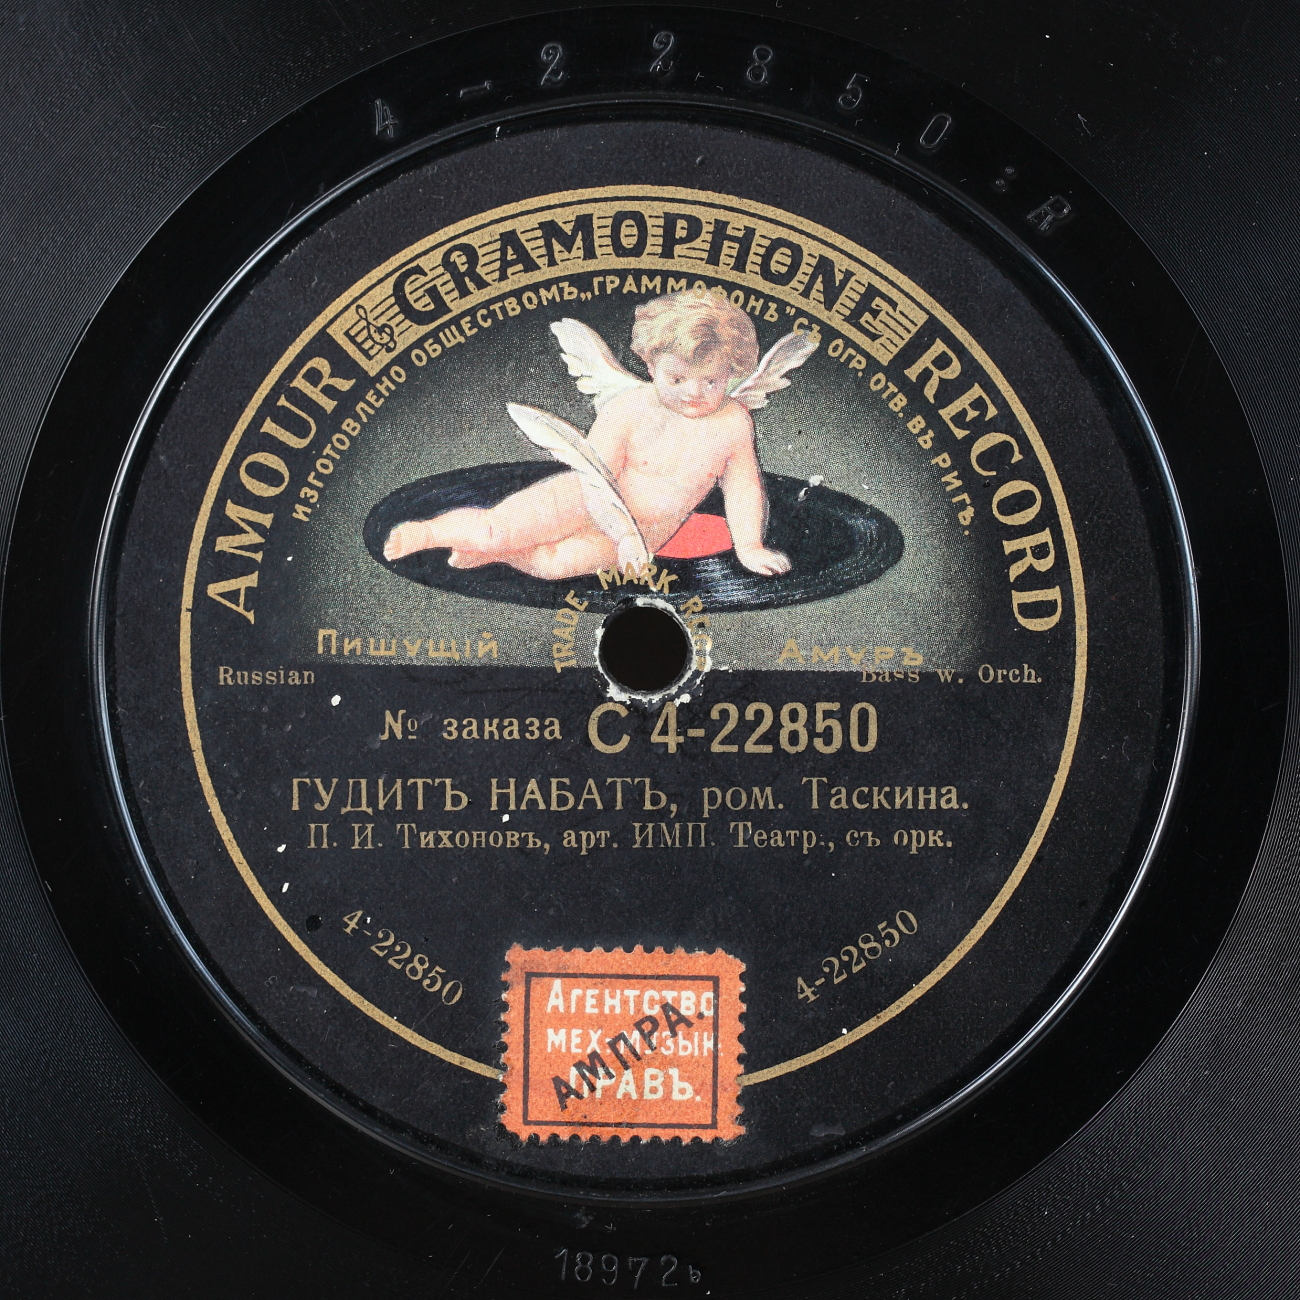 4-22850:R
AMOUR GRAMOPHONE RECORD
ИЗГОТОВЛЕНО ОБЩЕСТВОМЪ „ГРАММОФОНЪ" СЪ ОГР. ОТВ. ВЪ РИГѢ.
TRADE MARK
Пишущій Амуръ
Russian Bass w. Orch.
№ заказа С 4-22850
ГУДИТЪ НАБАТЪ, ром. Таскина.
П. И. Тихоновъ, арт. ИМП. Театр., съ орк.
4-22850 4-22850
АГЕНТСТВО
МЕХ-МУЗЫК
ПРАВЪ.
АМПРА.
18972b